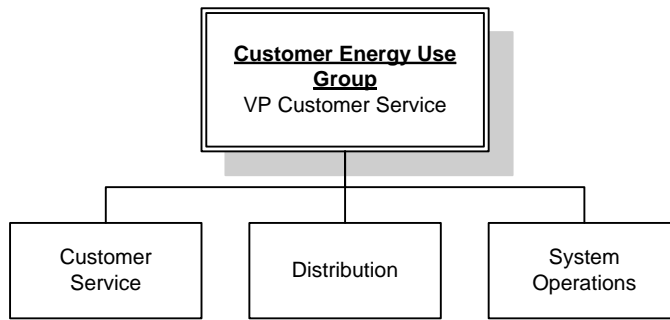 Customer Energy Use
Group
VP Customer Service
Customer
Service
Distribution
System
Operations